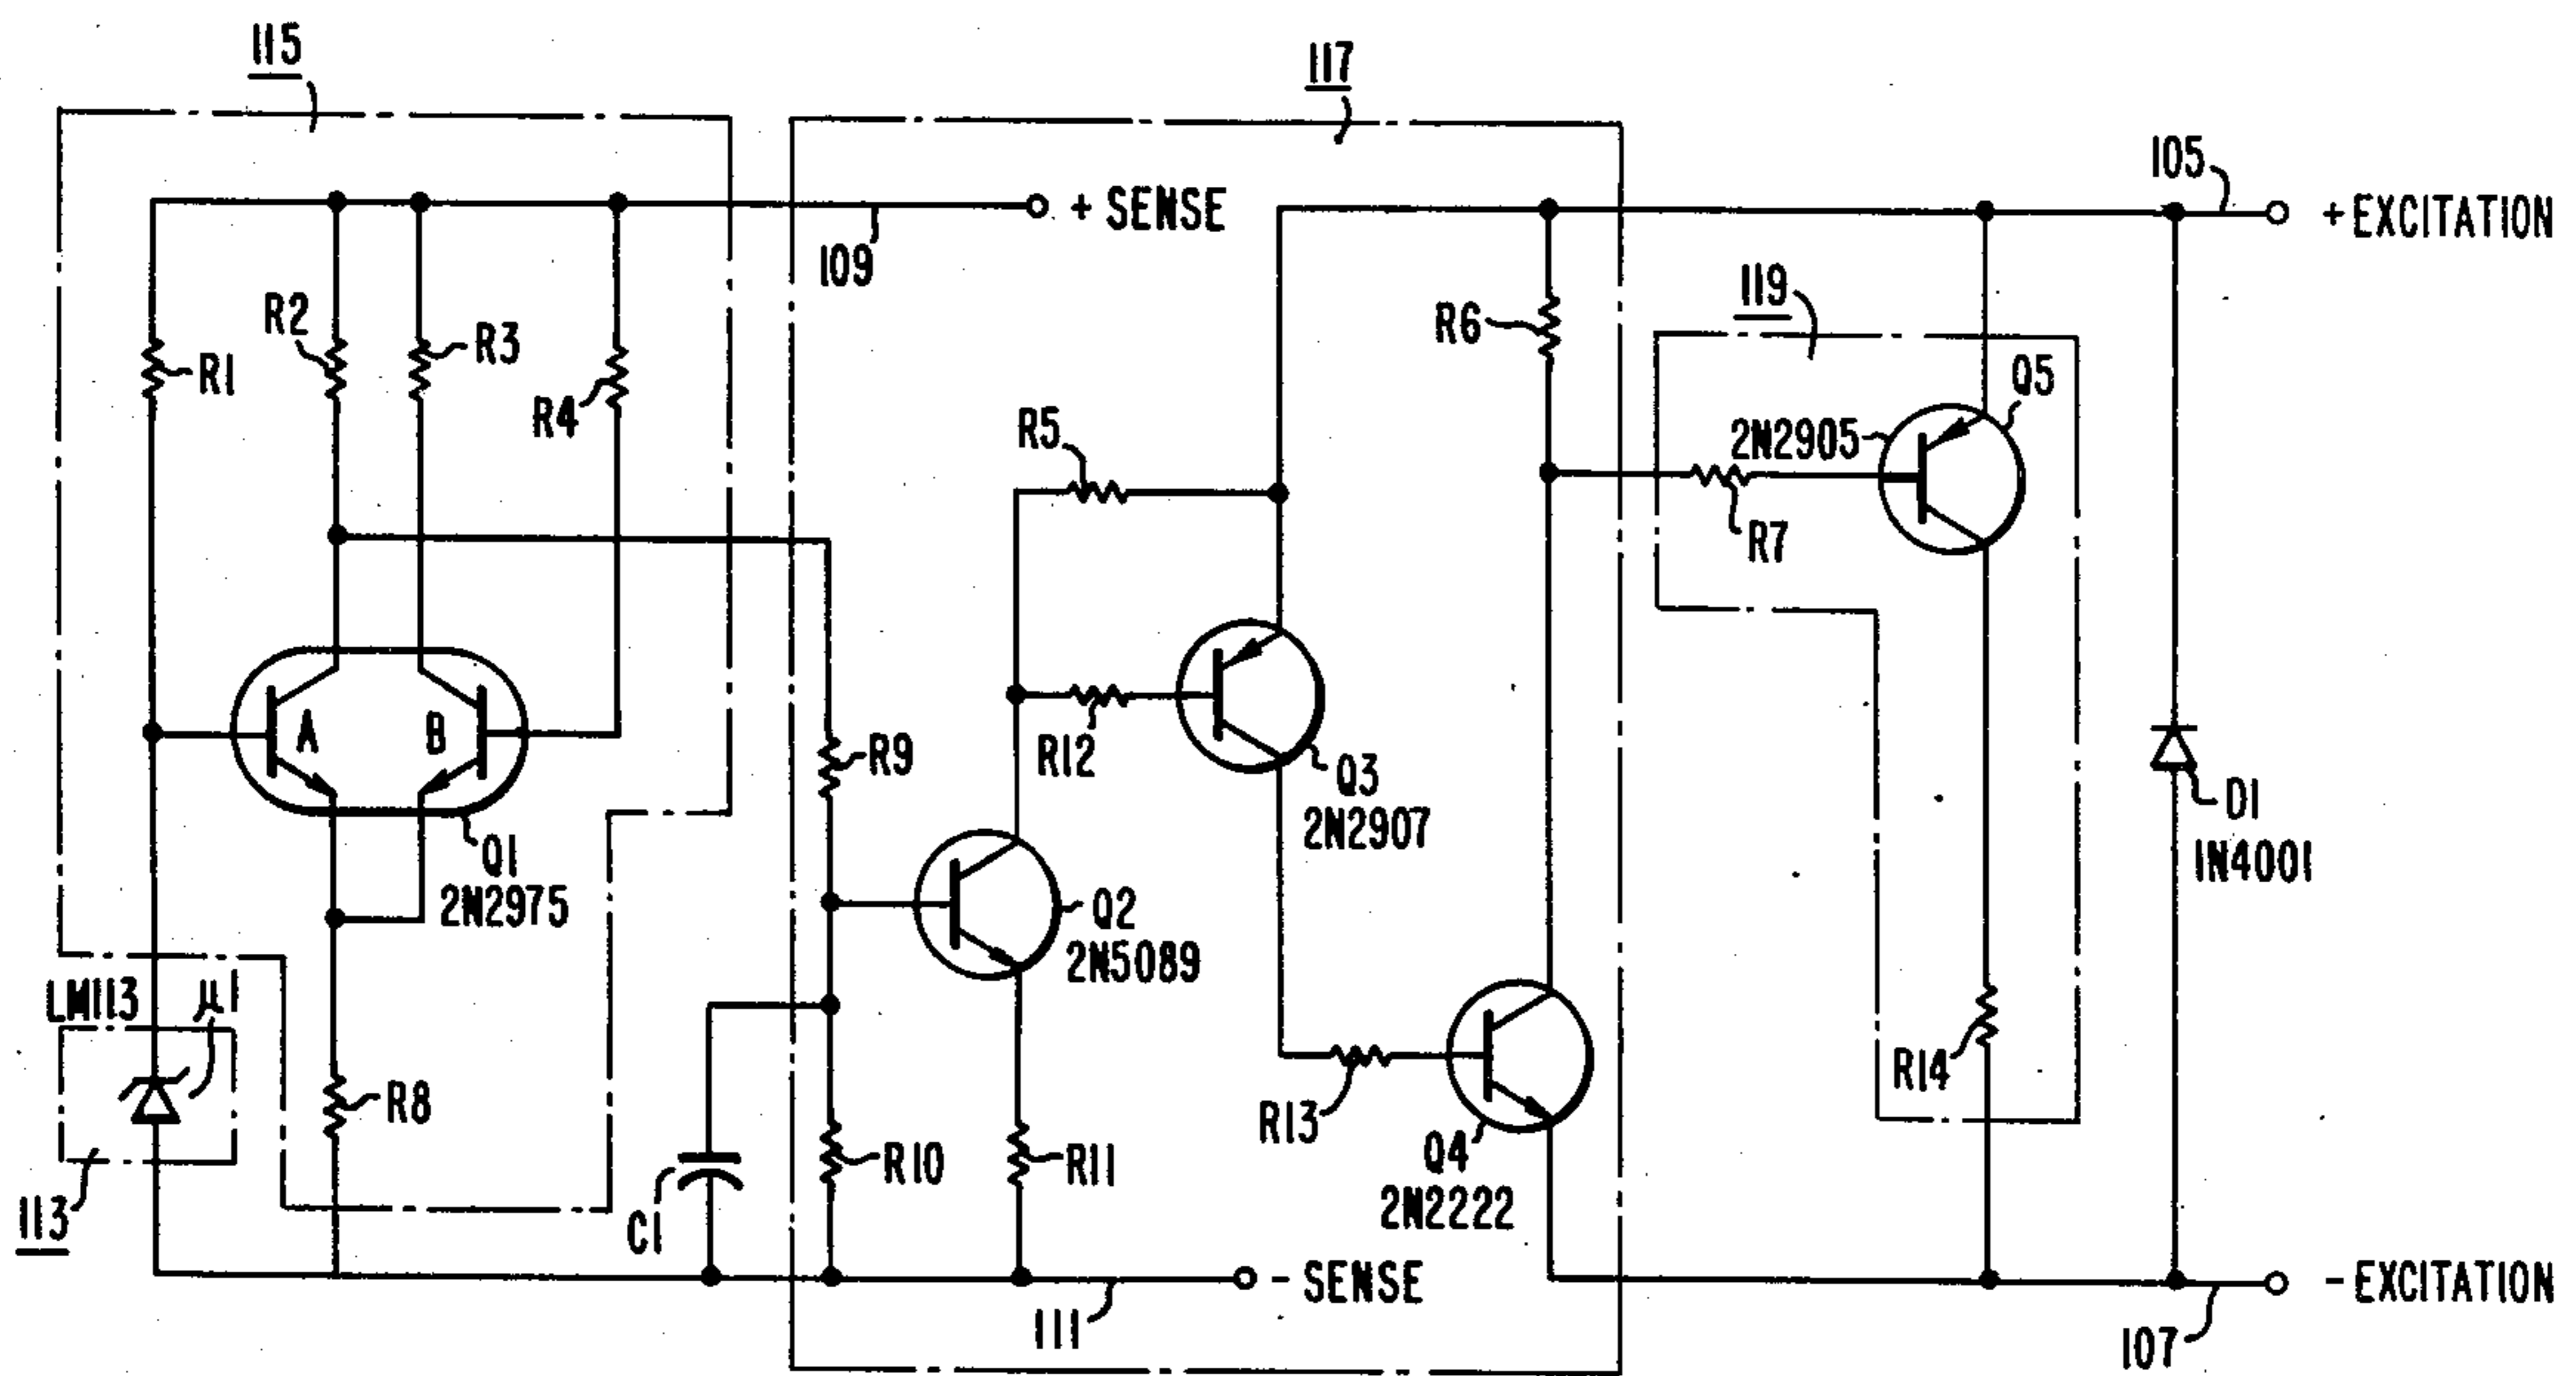 115
117
105
+ SENSE
+ EXCITATION
109
119
R2
R3
R1
R4
R6
Q5
2N2905
R5
R7
A
B
R9
R12
Q3
2N2907
D1
1N4001
Q1
2N2975
Q2
2N5089
LM113
μ1
R14
R8
R13
R10
R11
Q4
2N2222
113
C1
- SENSE
- EXCITATION
111
107